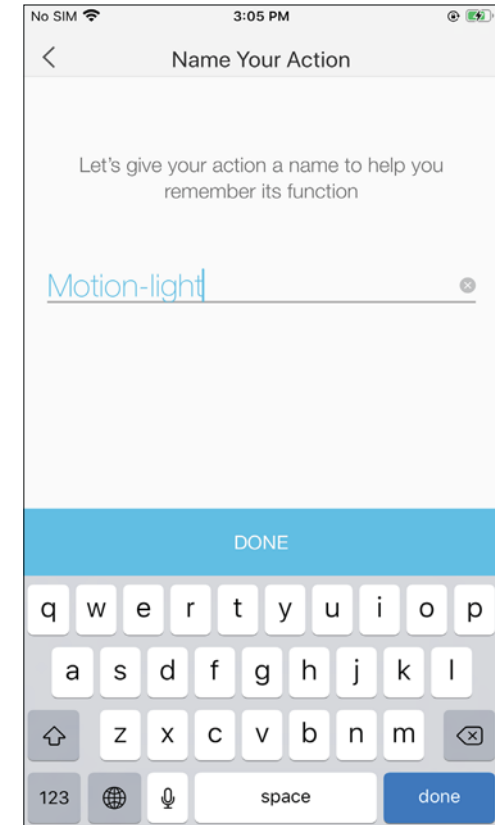 No SIM 3:05 PM
Name Your Action
Let's give your action a name to help you
remember its function
Motion-light
DONE
q w e r t y u i o p
a s d f g h j k l
z x c v b n m
123 space done